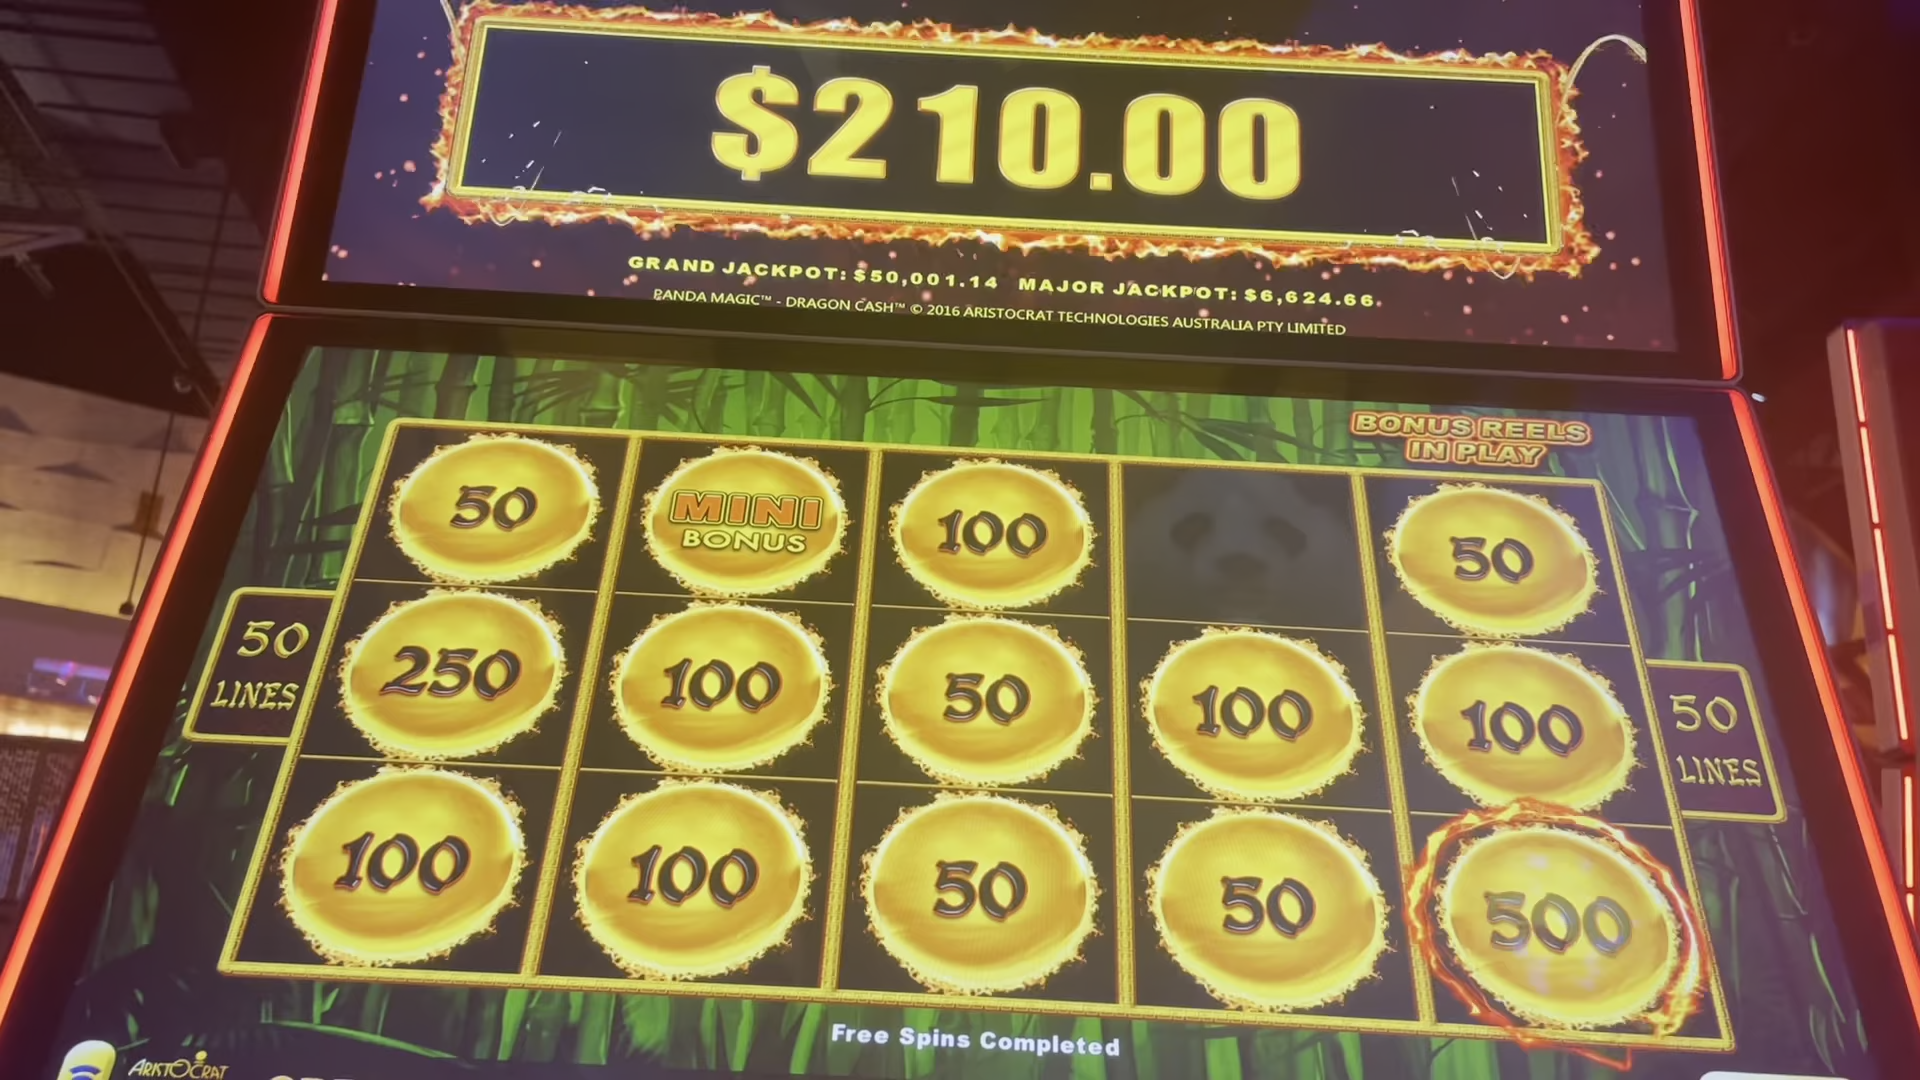 $210.00
GRAND JACKPOT: $50,001.14 MAJOR JACKPOT: $6,624.66
PANDA MAGIC™ - DRAGON CASH™ © 2016 ARISTOCRAT TECHNOLOGIES AUSTRALIA PTY LIMITED
BONUS REELS
IN PLAY
50
MINI
BONUS
100
50
50
LINES
250
100
50
100
100
50
LINES
100
100
50
50
500
Free Spins Completed
ARISTOCRAT